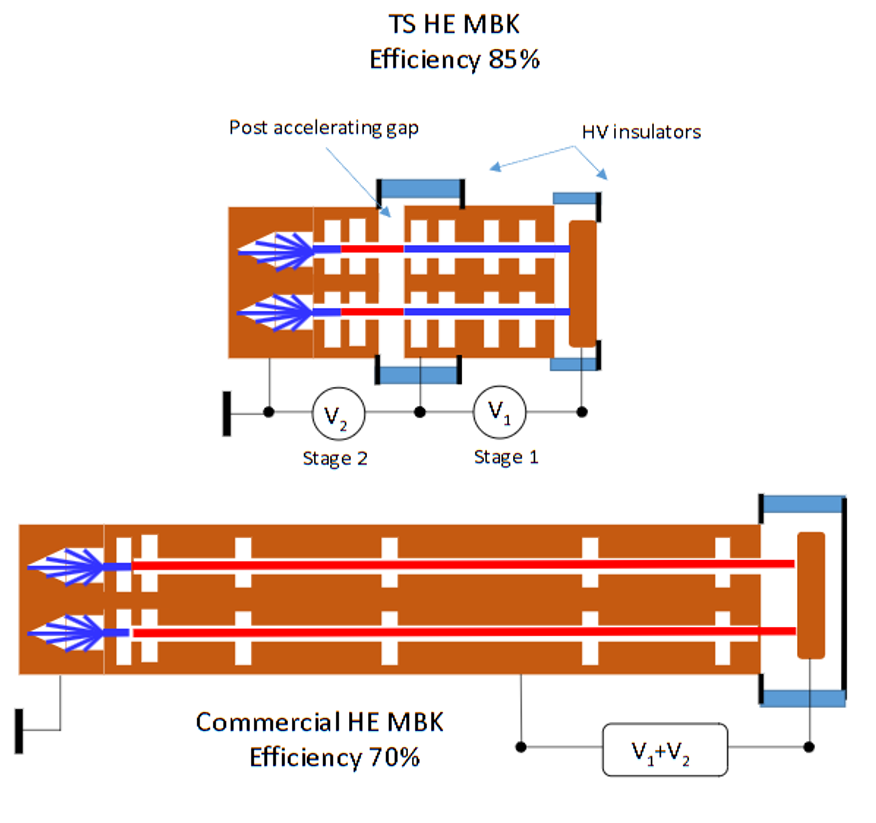 TS HE MBK
Efficiency 85%
Post accelerating gap
HV insulators
V2
V1
Stage 2
Stage 1
Commercial HE MBK
Efficiency 70%
V1+V2